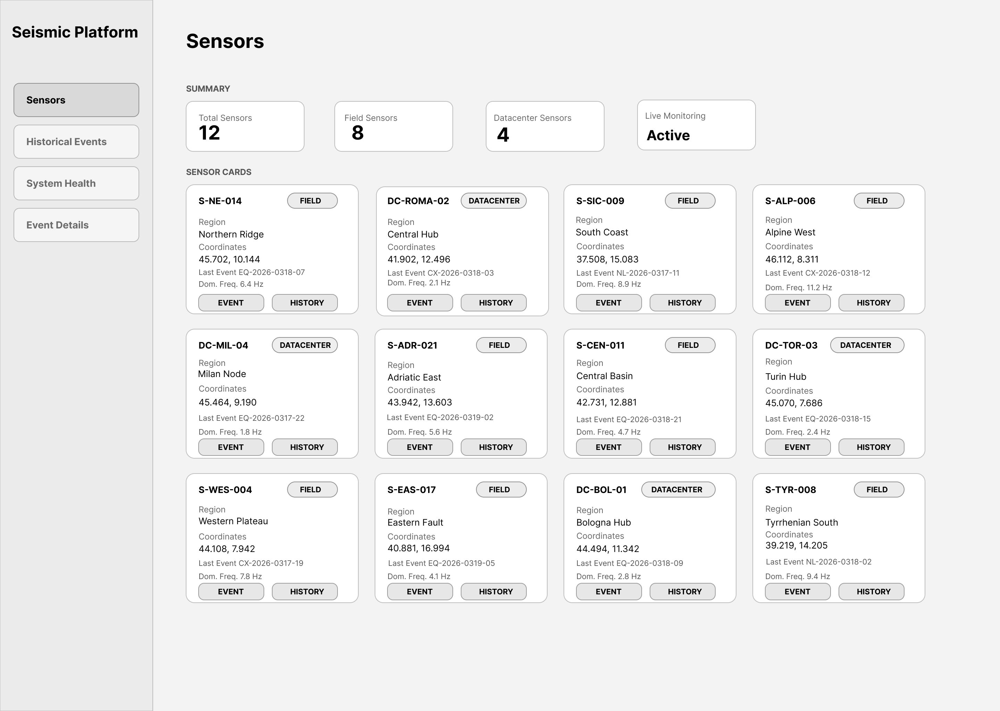 Seismic Platform
Sensors
Historical Events
System Health
Event Details
Sensors
SUMMARY
Total Sensors
12
Field Sensors
8
Datacenter Sensors
4
Live Monitoring
Active
SENSOR CARDS
S-NE-014 FIELD
Region
Northern Ridge
Coordinates
45.702, 10.144
Last Event EQ-2026-0318-07
Dom. Freq. 6.4 Hz
EVENT HISTORY
DC-ROMA-02 DATACENTER
Region
Central Hub
Coordinates
41.902, 12.496
Last Event CX-2026-0318-03
Dom. Freq. 2.1 Hz
EVENT HISTORY
S-SIC-009 FIELD
Region
South Coast
Coordinates
37.508, 15.083
Last Event NL-2026-0317-11
Dom. Freq. 8.9 Hz
EVENT HISTORY
S-ALP-006 FIELD
Region
Alpine West
Coordinates
46.112, 8.311
Last Event CX-2026-0318-12
Dom. Freq. 11.2 Hz
EVENT HISTORY
DC-MIL-04 DATACENTER
Region
Milan Node
Coordinates
45.464, 9.190
Last Event EQ-2026-0317-22
Dom. Freq. 1.8 Hz
EVENT HISTORY
S-ADR-021 FIELD
Region
Adriatic East
Coordinates
43.942, 13.603
Last Event EQ-2026-0319-02
Dom. Freq. 5.6 Hz
EVENT HISTORY
S-CEN-011 FIELD
Region
Central Basin
Coordinates
42.731, 12.881
Last Event EQ-2026-0318-21
Dom. Freq. 4.7 Hz
EVENT HISTORY
DC-TOR-03 DATACENTER
Region
Turin Hub
Coordinates
45.070, 7.686
Last Event EQ-2026-0318-15
Dom. Freq. 2.4 Hz
EVENT HISTORY
S-WES-004 FIELD
Region
Western Plateau
Coordinates
44.108, 7.942
Last Event CX-2026-0317-19
Dom. Freq. 7.8 Hz
EVENT HISTORY
S-EAS-017 FIELD
Region
Eastern Fault
Coordinates
40.881, 16.994
Last Event EQ-2026-0319-05
Dom. Freq. 4.1 Hz
EVENT HISTORY
DC-BOL-01 DATACENTER
Region
Bologna Hub
Coordinates
44.494, 11.342
Last Event EQ-2026-0318-09
Dom. Freq. 2.8 Hz
EVENT HISTORY
S-TYR-008 FIELD
Region
Tyrrhenian South
Coordinates
39.219, 14.205
Last Event NL-2026-0318-02
Dom. Freq. 9.4 Hz
EVENT HISTORY